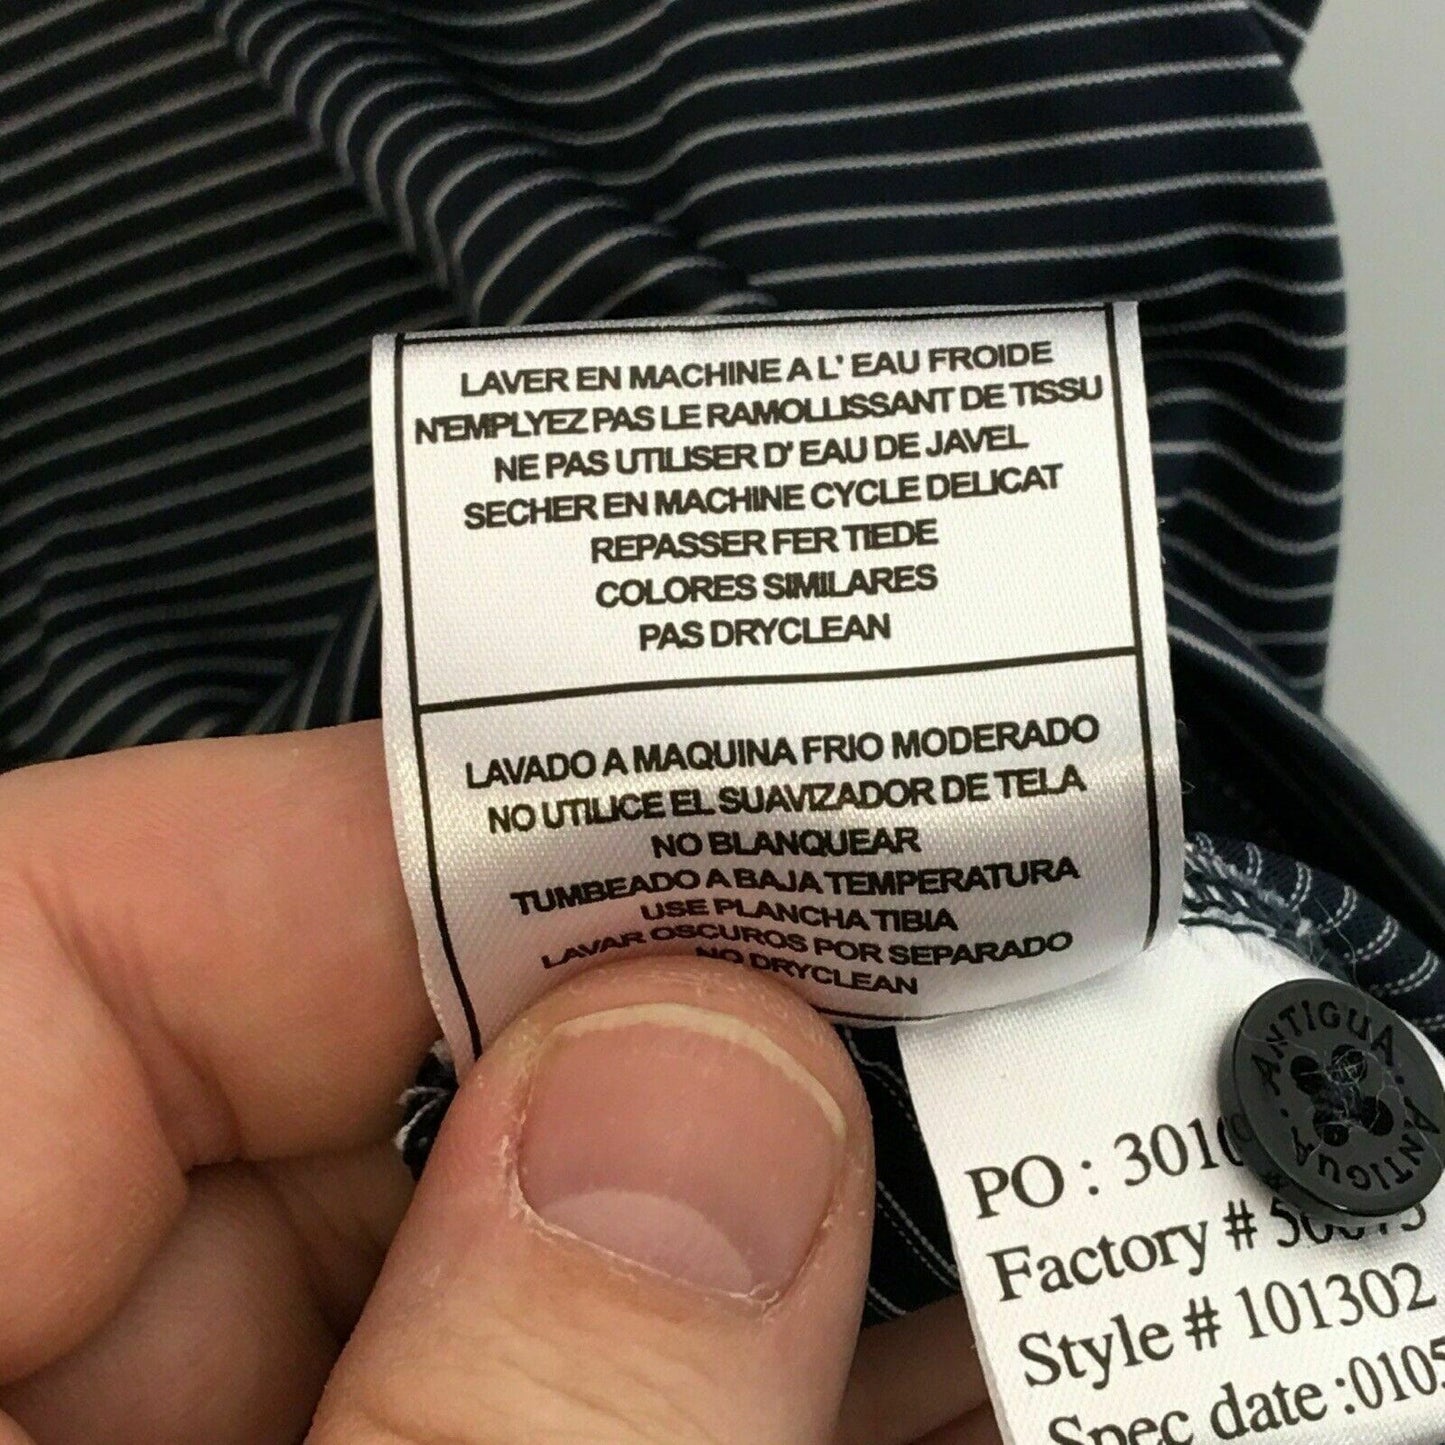 LAVER EN MACHINE A L' EAU FROIDE
N'EMPLYEZ PAS LE RAMOLLISSANT DE TISSU
NE PAS UTILISER D' EAU DE JAVEL
SECHER EN MACHINE CYCLE DELICAT
REPASSER FER TIEDE
COLORES SIMILARES
PAS DRYCLEAN
LAVADO A MAQUINA FRIO MODERADO
NO UTILICE EL SUAVIZADOR DE TELA
NO BLANQUEAR
TUMBEADO A BAJA TEMPERATURA
USE PLANCHA TIBIA
LAVAR OSCUROS POR SEPARADO
NO DRYCLEAN
ANTIGUA · ANTIGUA ·
PO :
Factory #
Style # 101302
Spec date :0105